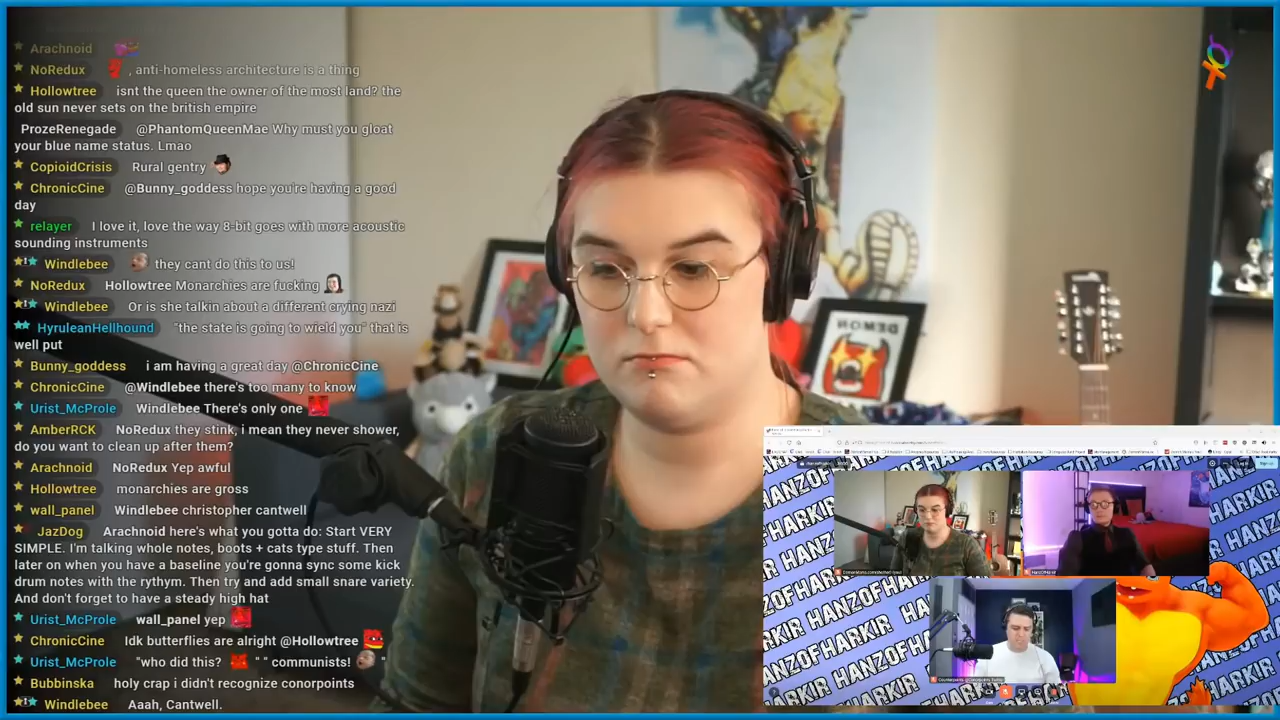 Arachnoid
NoRedux , anti-homeless architecture is a thing
Hollowtree isnt the queen the owner of the most land? the
old sun never sets on the british empire
ProzeRenegade @PhantomQueenMae Why must you gloat
your blue name status. Lmao
CopioidCrisis Rural gentry
ChronicCine @Bunny_goddess hope you're having a good
day
relayer I love it, love the way 8-bit goes with more acoustic
sounding instruments
Windlebee they cant do this to us!
NoRedux Hollowtree Monarchies are fucking
Windlebee Or is she talkin about a different crying nazi
HyruleanHellhound "the state is going to wield you" that is
well put
Bunny_goddess i am having a great day @ChronicCine
ChronicCine @Windlebee there's too many to know
Urist_McProle Windlebee There's only one
AmberRCK NoRedux they stink, i mean they never shower,
do you want to clean up after them?
Arachnoid NoRedux Yep awful
Hollowtree monarchies are gross
wall_panel Windlebee christopher cantwell
JazDog Arachnoid here's what you gotta do: Start VERY
SIMPLE. I'm talking whole notes, boots + cats type stuff. Then
later on when you have a baseline you're gonna sync some kick
drum notes with the rythym. Then try and add small snare variety.
And don't forget to have a steady high hat
Urist_McProle wall_panel yep
ChronicCine Idk butterflies are alright @Hollowtree
Urist_McProle "who did this? " " communists! "
Bubbinska holy crap i didn't recognize conorpoints
Windlebee Aaah, Cantwell.
DEMON
HANZOFHARKIR